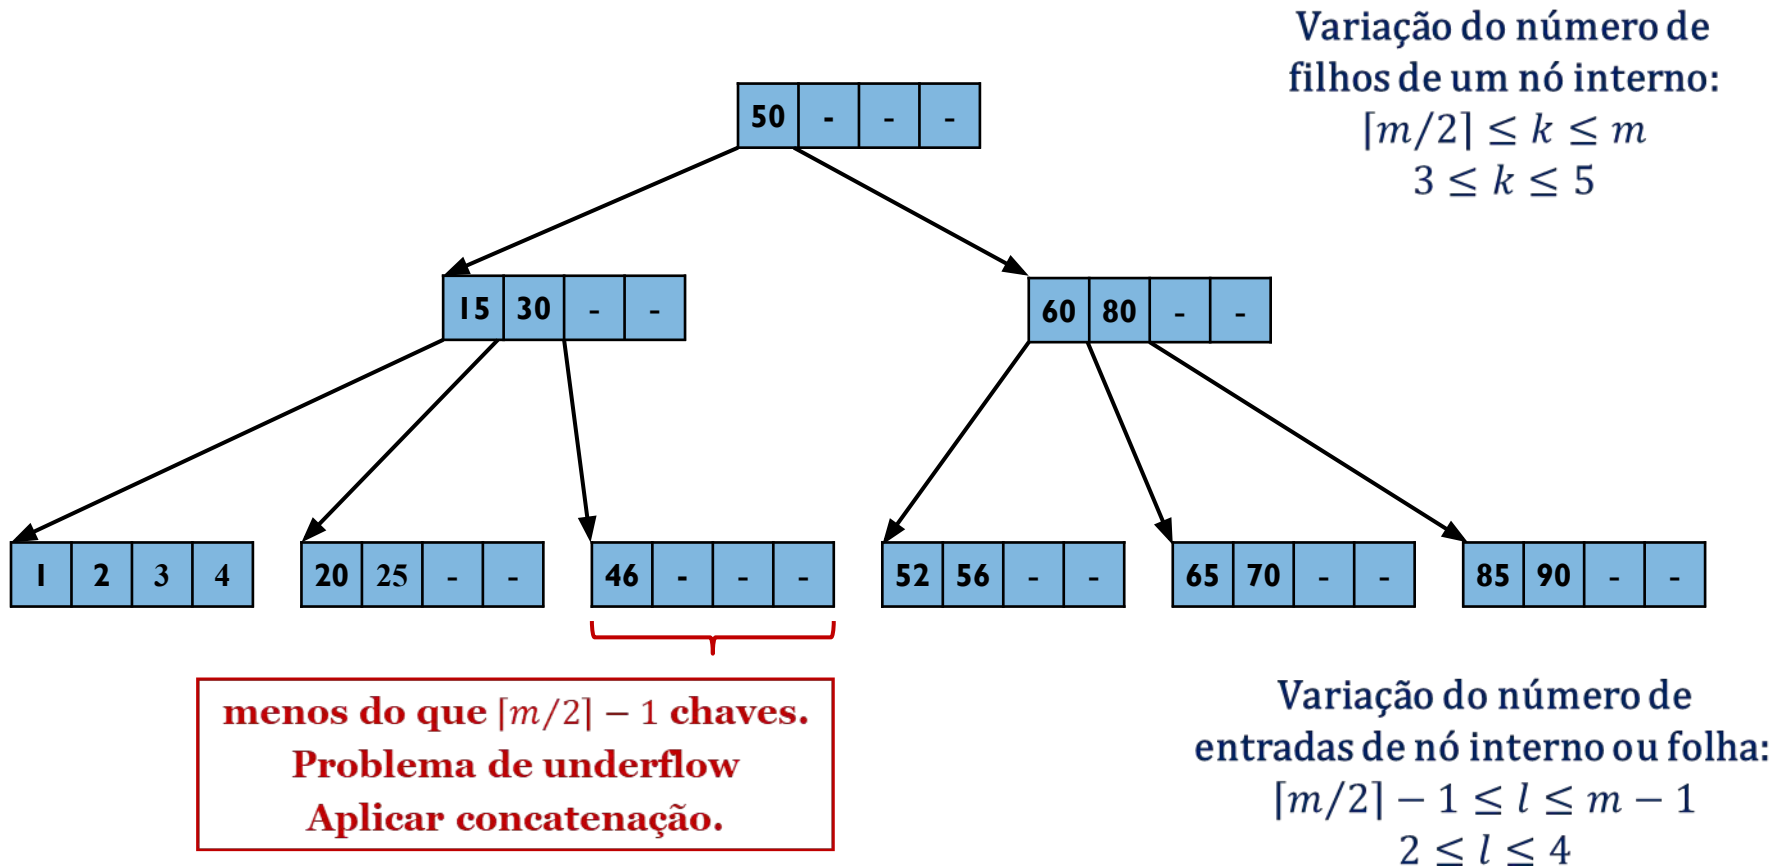 Variação do número de
filhos de um nó interno:
⌈m/2⌉ ≤ k ≤ m
3 ≤ k ≤ 5
50 - - -
15 30 - -
60 80 - -
1 2 3 4
20 25 - -
46 - - -
52 56 - -
65 70 - -
85 90 - -
menos do que ⌈m/2⌉ − 1 chaves.
Problema de underflow
Aplicar concatenação.
Variação do número de
entradas de nó interno ou folha:
⌈m/2⌉ − 1 ≤ l ≤ m − 1
2 ≤ l ≤ 4